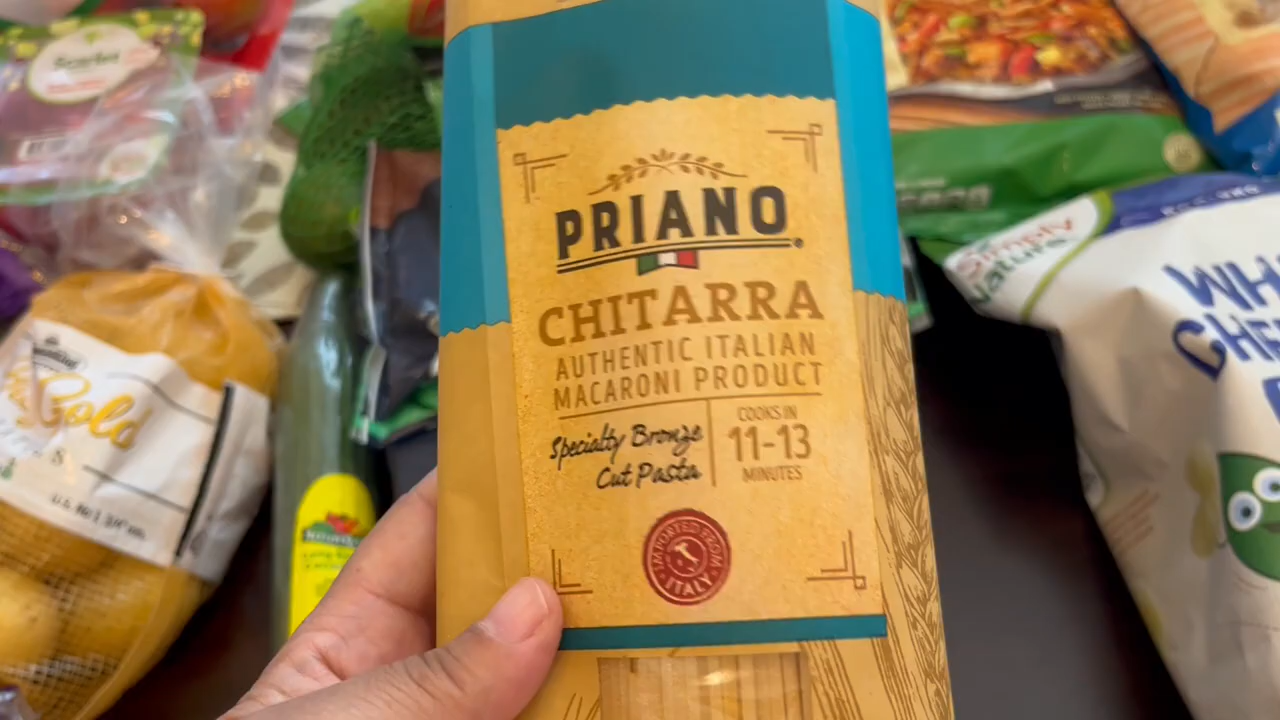 PRIANO
CHITARRA
AUTHENTIC ITALIAN
MACARONI PRODUCT
Specialty Bronze
Cut Pasta
COOKS IN
11-13
MINUTES
IMPORTED FROM
ITALY
Scarlet
Gold
Simply
Nature
WH
CHE